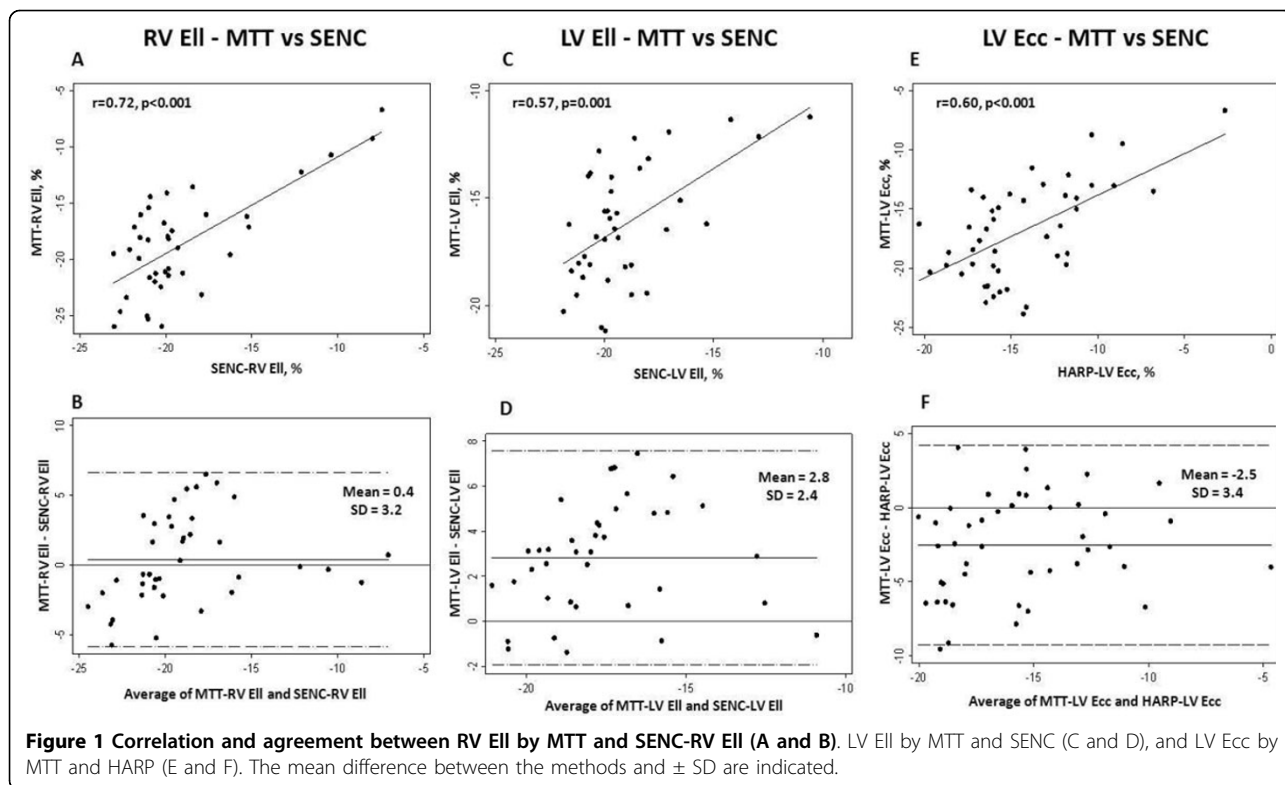 RV Ell - MTT vs SENC
LV Ell - MTT vs SENC
LV Ecc - MTT vs SENC
A
r=0.72, p<0.001
MTT-RV Ell, %
-5
-10
-15
-20
-25
-25
-20
-15
-10
-5
SENC-RV Ell, %
C
r=0.57, p=0.001
MTT-LV Ell, %
-10
-15
-20
-20
-15
-10
SENC-LV Ell, %
E
r=0.60, p<0.001
MTT-LV Ecc, %
-5
-10
-15
-20
-25
-20
-15
-10
-5
0
HARP-LV Ecc, %
B
Mean = 0.4
SD = 3.2
MTT-RV Ell - SENC-RV Ell
10
5
0
-5
-25
-20
-15
-10
-5
Average of MTT-RV Ell and SENC-RV Ell
D
Mean = 2.8
SD = 2.4
MTT-LV Ell - SENC-LV Ell
8
6
4
2
0
-2
-20
-15
-10
Average of MTT-LV Ell and SENC-LV Ell
F
Mean = -2.5
SD = 3.4
MTT-LV Ecc - HARP-LV Ecc
5
0
-5
-10
-20
-15
-10
-5
Average of MTT-LV Ecc and HARP-LV Ecc
Figure 1 Correlation and agreement between RV Ell by MTT and SENC-RV Ell (A and B). LV Ell by MTT and SENC (C and D), and LV Ecc by
MTT and HARP (E and F). The mean difference between the methods and ± SD are indicated.